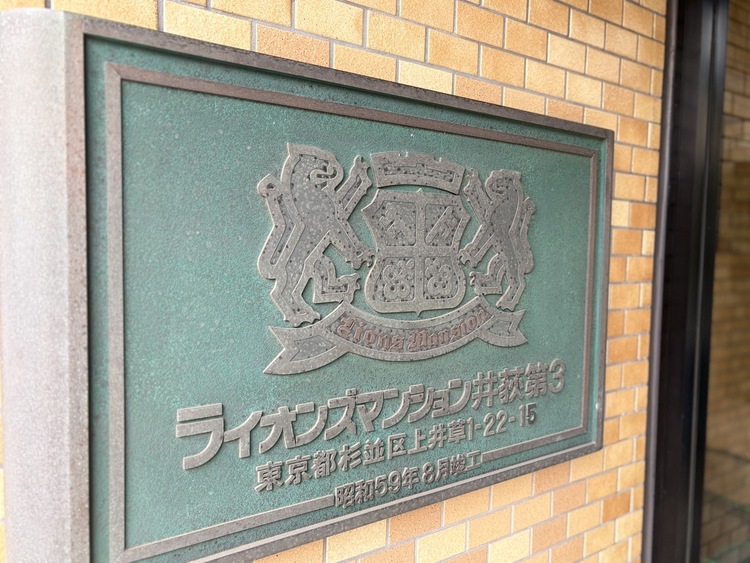 Lions Mansion
ライオンズマンション井荻第3
東京都杉並区上井草1-22-15
昭和59年8月竣工